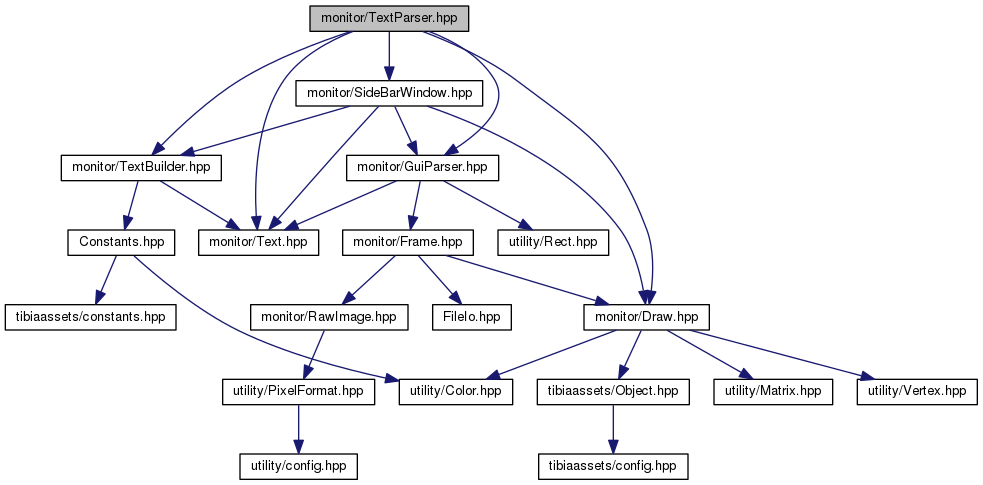 monitor/TextParser.hpp
monitor/SideBarWindow.hpp
monitor/TextBuilder.hpp
monitor/GuiParser.hpp
Constants.hpp
monitor/Text.hpp
monitor/Frame.hpp
utility/Rect.hpp
tibiaassets/constants.hpp
monitor/RawImage.hpp
FileIo.hpp
monitor/Draw.hpp
utility/PixelFormat.hpp
utility/Color.hpp
tibiaassets/Object.hpp
utility/Matrix.hpp
utility/Vertex.hpp
utility/config.hpp
tibiaassets/config.hpp